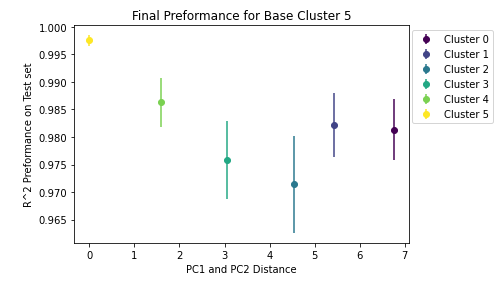 Final Preformance for Base Cluster 5
R^2 Preformance on Test set
1.000
0.995
0.990
0.985
0.980
0.975
0.970
0.965
0 1 2 3 4 5 6 7
PC1 and PC2 Distance
Cluster 0
Cluster 1
Cluster 2
Cluster 3
Cluster 4
Cluster 5